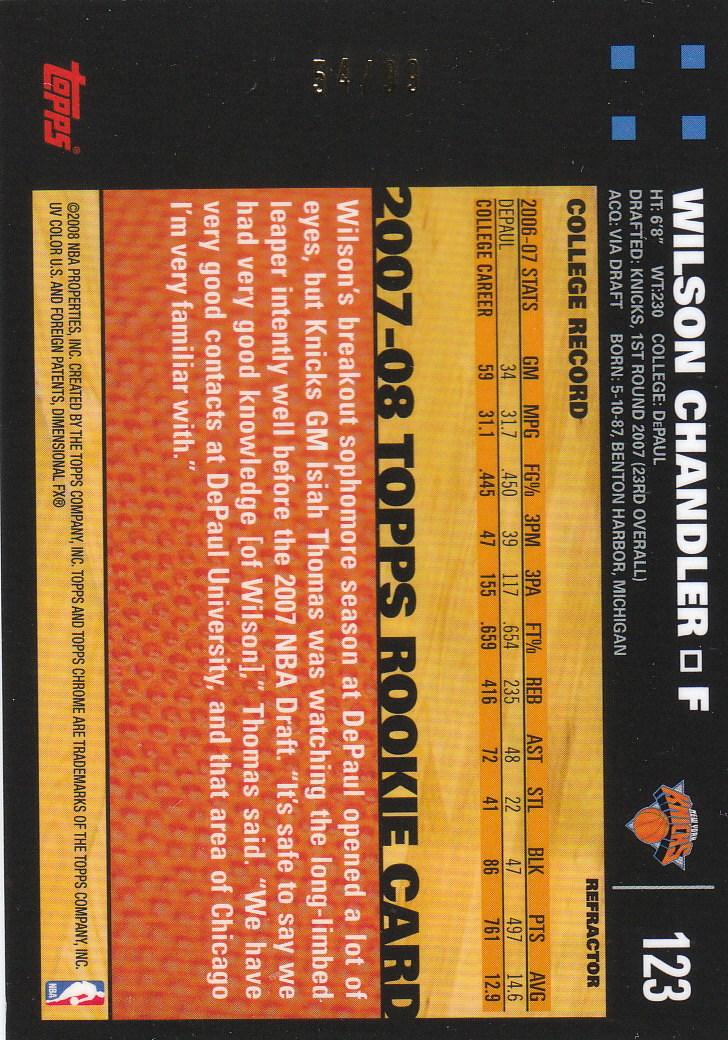 WILSON CHANDLER □ F
123
HT: 6'8" WT: 230 COLLEGE: DePAUL
DRAFTED: KNICKS, 1ST ROUND 2007 (23RD OVERALL)
ACQ: VIA DRAFT BORN: 5-10-87, BENTON HARBOR, MICHIGAN
NEW YORK
KNICKS
REFRACTOR
COLLEGE RECORD
2006-07 STATS GM MPG FG% 3PM 3PA FT% REB AST STL BLK PTS AVG
DEPAUL 34 31.7 .450 39 117 .654 235 48 22 47 497 14.6
COLLEGE CAREER 59 31.1 .445 47 155 .659 416 72 41 86 761 12.9
2007-08 TOPPS ROOKIE CARD
Wilson's breakout sophomore season at DePaul opened a lot of
eyes, but Knicks GM Isiah Thomas was watching the long-limbed
leaper intently well before the 2007 NBA Draft. "It's safe to say we
had very good knowledge [of Wilson]," Thomas said. "We have
very good contacts at DePaul University, and that area of Chicago
I'm very familiar with."
©2008 NBA PROPERTIES, INC. CREATED BY THE TOPPS COMPANY, INC. TOPPS AND TOPPS CHROME ARE TRADEMARKS OF THE TOPPS COMPANY, INC.
UV COLOR U.S. AND FOREIGN PATENTS, DIMENSIONAL FX®
NBA
54/99
topps®